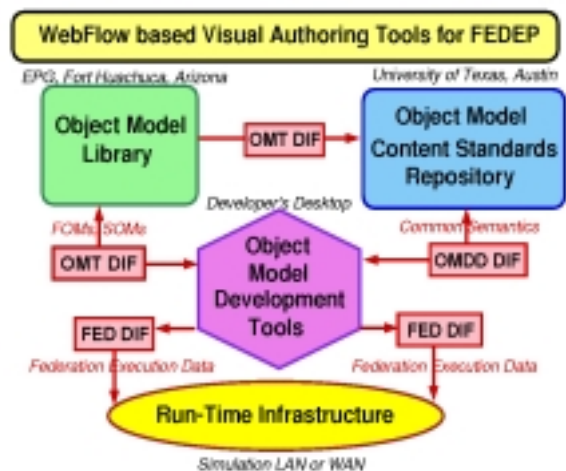 WebFlow based Visual Authoring Tools for FEDEP
EPG, Fort Huachuca, Arizona
University of Texas, Austin
Object Model
Library
OMT DIF
Object Model
Content Standards
Repository
Developer's Desktop
FOMs, SOMs
Common Semantics
OMT DIF
Object
Model
Development
Tools
OMDD DIF
FED DIF
FED DIF
Federation Execution Data
Federation Execution Data
Run-Time Infrastructure
Simulation LAN or WAN